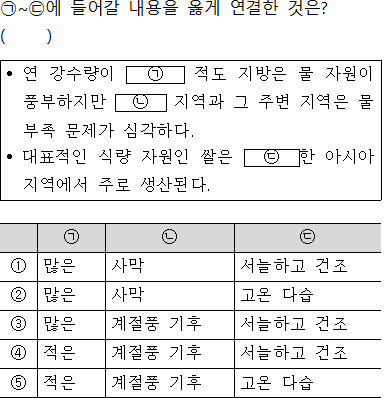 ㉠~㉢에 들어갈 내용을 옳게 연결한 것은?
(    )
• 연 강수량이 ㉠ 적도 지방은 물 자원이
풍부하지만 ㉡ 지역과 그 주변 지역은 물
부족 문제가 심각하다.
• 대표적인 식량 자원인 쌀은 ㉢한 아시아
지역에서 주로 생산된다.
㉠ ㉡ ㉢
① 많은 사막 서늘하고 건조
② 많은 사막 고온 다습
③ 많은 계절풍 기후 서늘하고 건조
④ 적은 계절풍 기후 서늘하고 건조
⑤ 적은 계절풍 기후 고온 다습